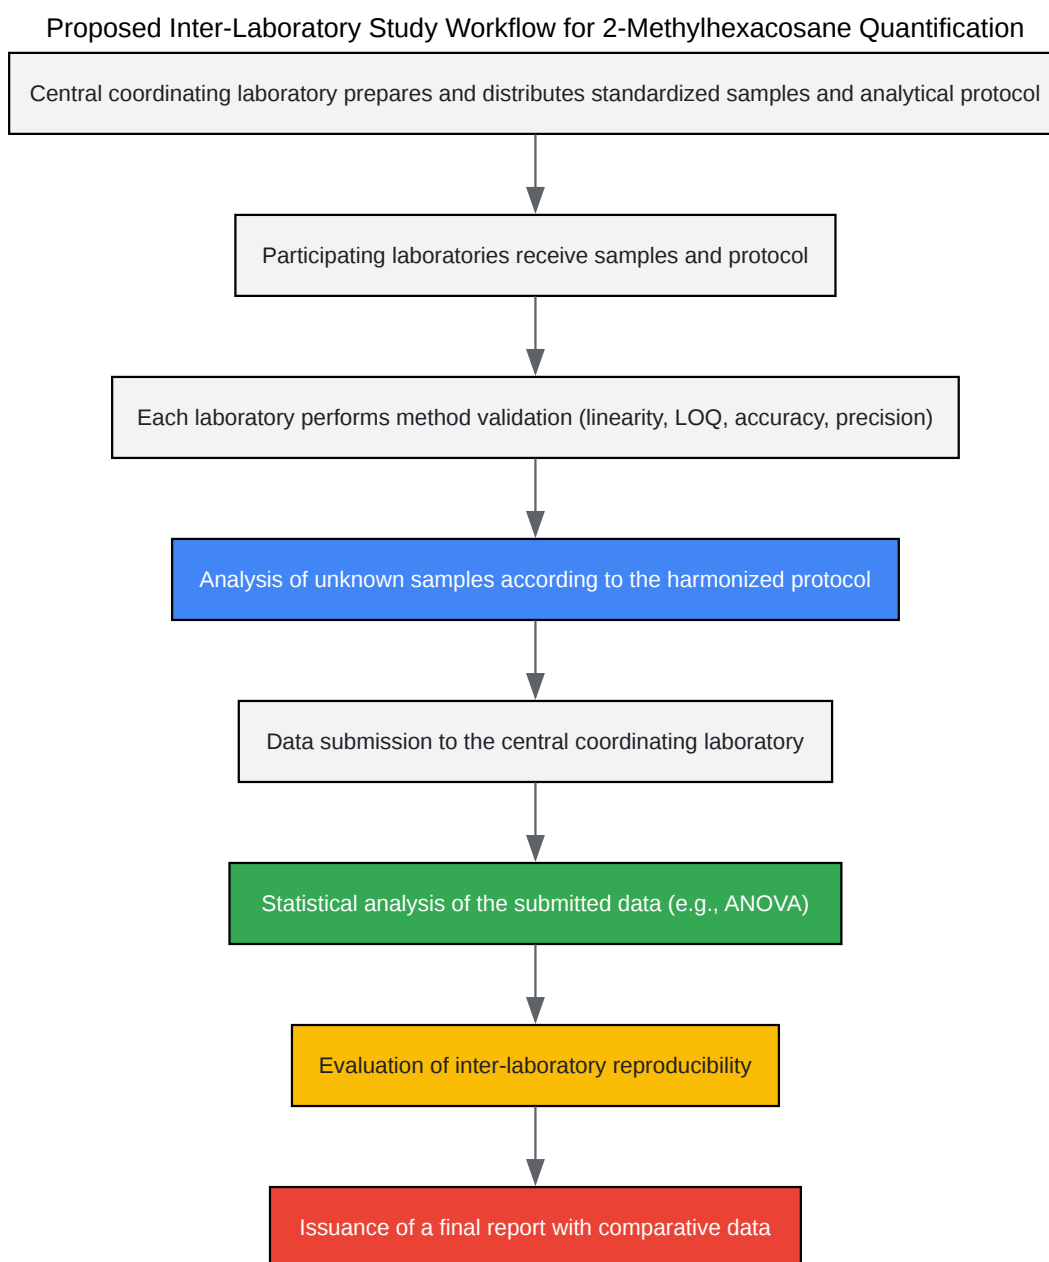 Proposed Inter-Laboratory Study Workflow for 2-Methylhexacosane Quantification
Central coordinating laboratory prepares and distributes standardized samples and analytical protocol
Participating laboratories receive samples and protocol
Each laboratory performs method validation (linearity, LOQ, accuracy, precision)
Analysis of unknown samples according to the harmonized protocol
Data submission to the central coordinating laboratory
Statistical analysis of the submitted data (e.g., ANOVA)
Evaluation of inter-laboratory reproducibility
Issuance of a final report with comparative data